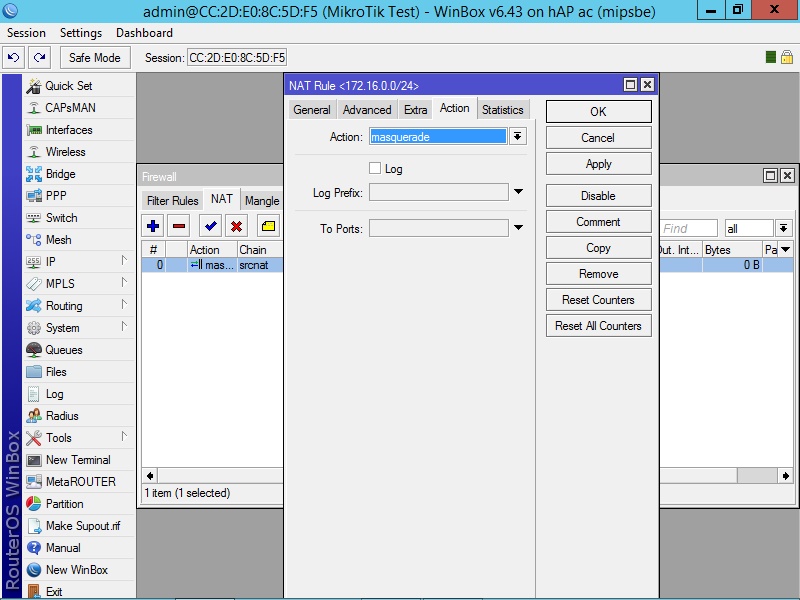 admin@CC:2D:E0:8C:5D:F5 (MikroTik Test) - WinBox v6.43 on hAP ac (mipsbe)
Session Settings Dashboard
Safe Mode Session: CC:2D:E0:8C:5D:F5
RouterOS WinBox
Quick Set
CAPsMAN
Interfaces
Wireless
Bridge
PPP
Switch
Mesh
IP
MPLS
Routing
System
Queues
Files
Log
Radius
Tools
New Terminal
MetaROUTER
Partition
Make Supout.rif
Manual
New WinBox
Exit
Firewall
Filter Rules NAT Mangle
Find all
# Action Chain Out. Int... Bytes Pa
0 mas... srcnat 0 B
1 item (1 selected)
NAT Rule <172.16.0.0/24>
General Advanced Extra Action Statistics
Action: masquerade
Log
Log Prefix:
To Ports:
OK
Cancel
Apply
Disable
Comment
Copy
Remove
Reset Counters
Reset All Counters